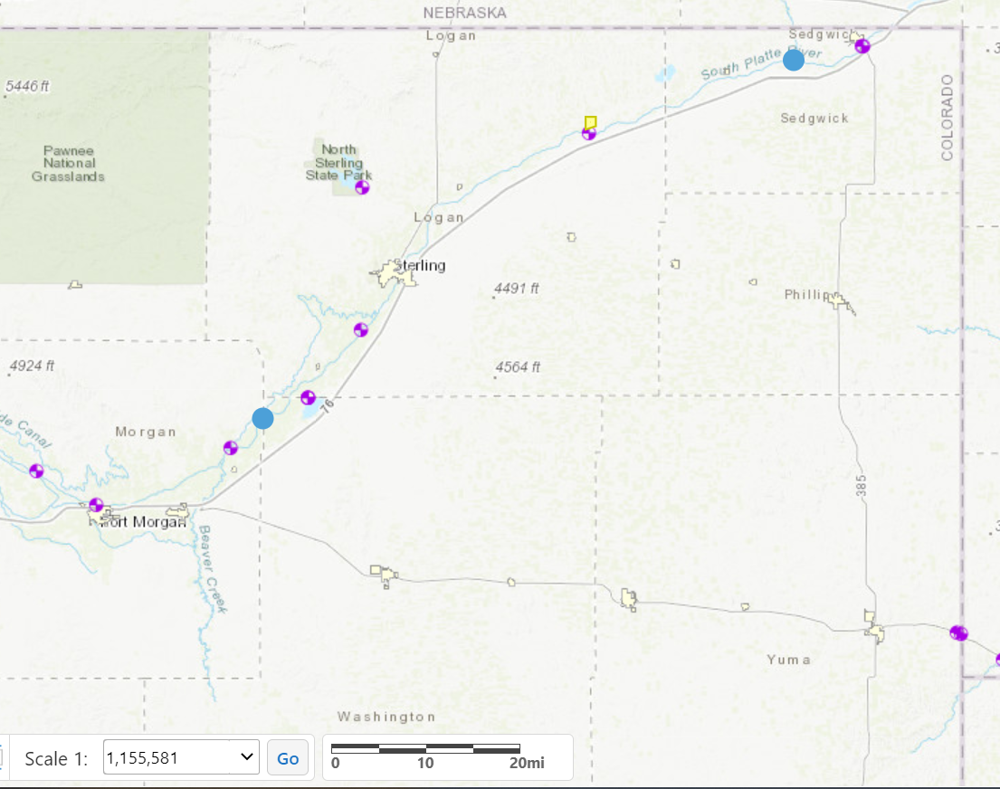 NEBRASKA
Logan
Sedgwick
South Platte River
5446 ft
COLORADO
Sedgwick
Pawnee
National
Grasslands
North
Sterling
State Park
Logan
Sterling
4491 ft
Phillip
4924 ft
4564 ft
76
Morgan
de Canal
385
Fort Morgan
Beaver Creek
Yuma
Washington
Scale 1:
1,155,581
Go
0
10
20mi